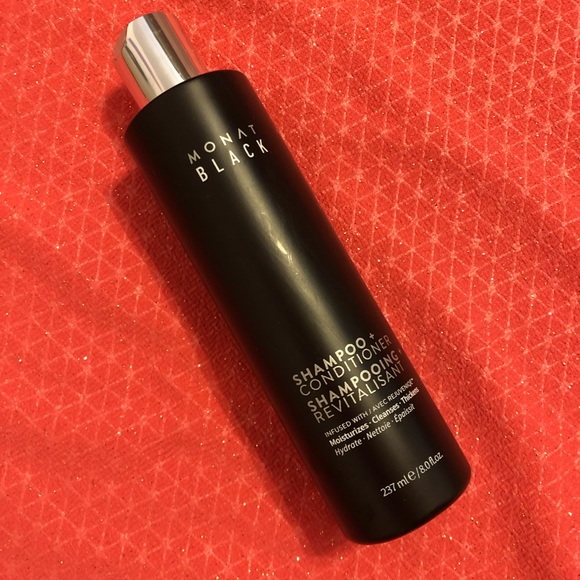 MONAT
BLACK
SHAMPOO +
CONDITIONER
SHAMPOOING +
REVITALISANT
INFUSED WITH / AVEC REJUVENIQE™
Moisturizes · Cleanses · Thickens
Hydrate · Nettoie · Épaissit
237 ml ℮ / 8.0 fl.oz